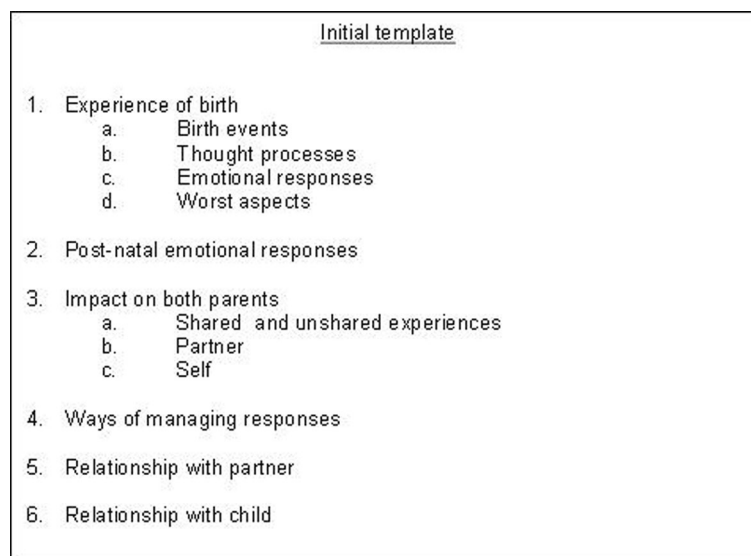 Initial template
1. Experience of birth
a. Birth events
b. Thought processes
c. Emotional responses
d. Worst aspects
2. Post-natal emotional responses
3. Impact on both parents
a. Shared and unshared experiences
b. Partner
c. Self
4. Ways of managing responses
5. Relationship with partner
6. Relationship with child